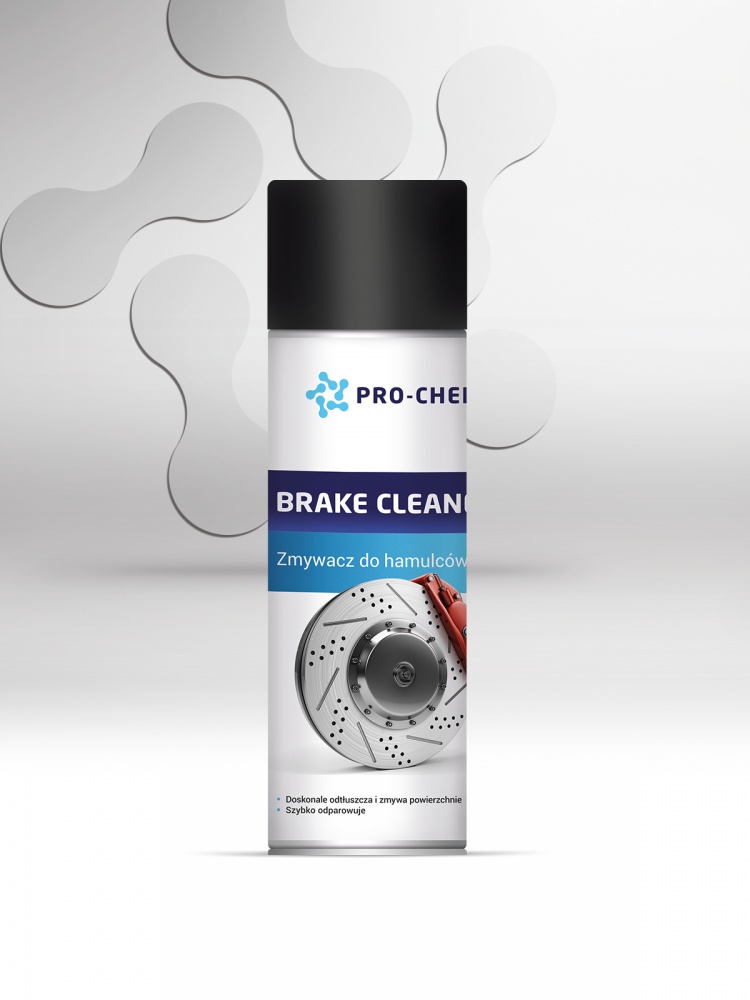 PRO-CHE
BRAKE CLEAN
Zmywacz do hamulców
Doskonale odtłuszcza i zmywa powierzchnie
Szybko odparowuje